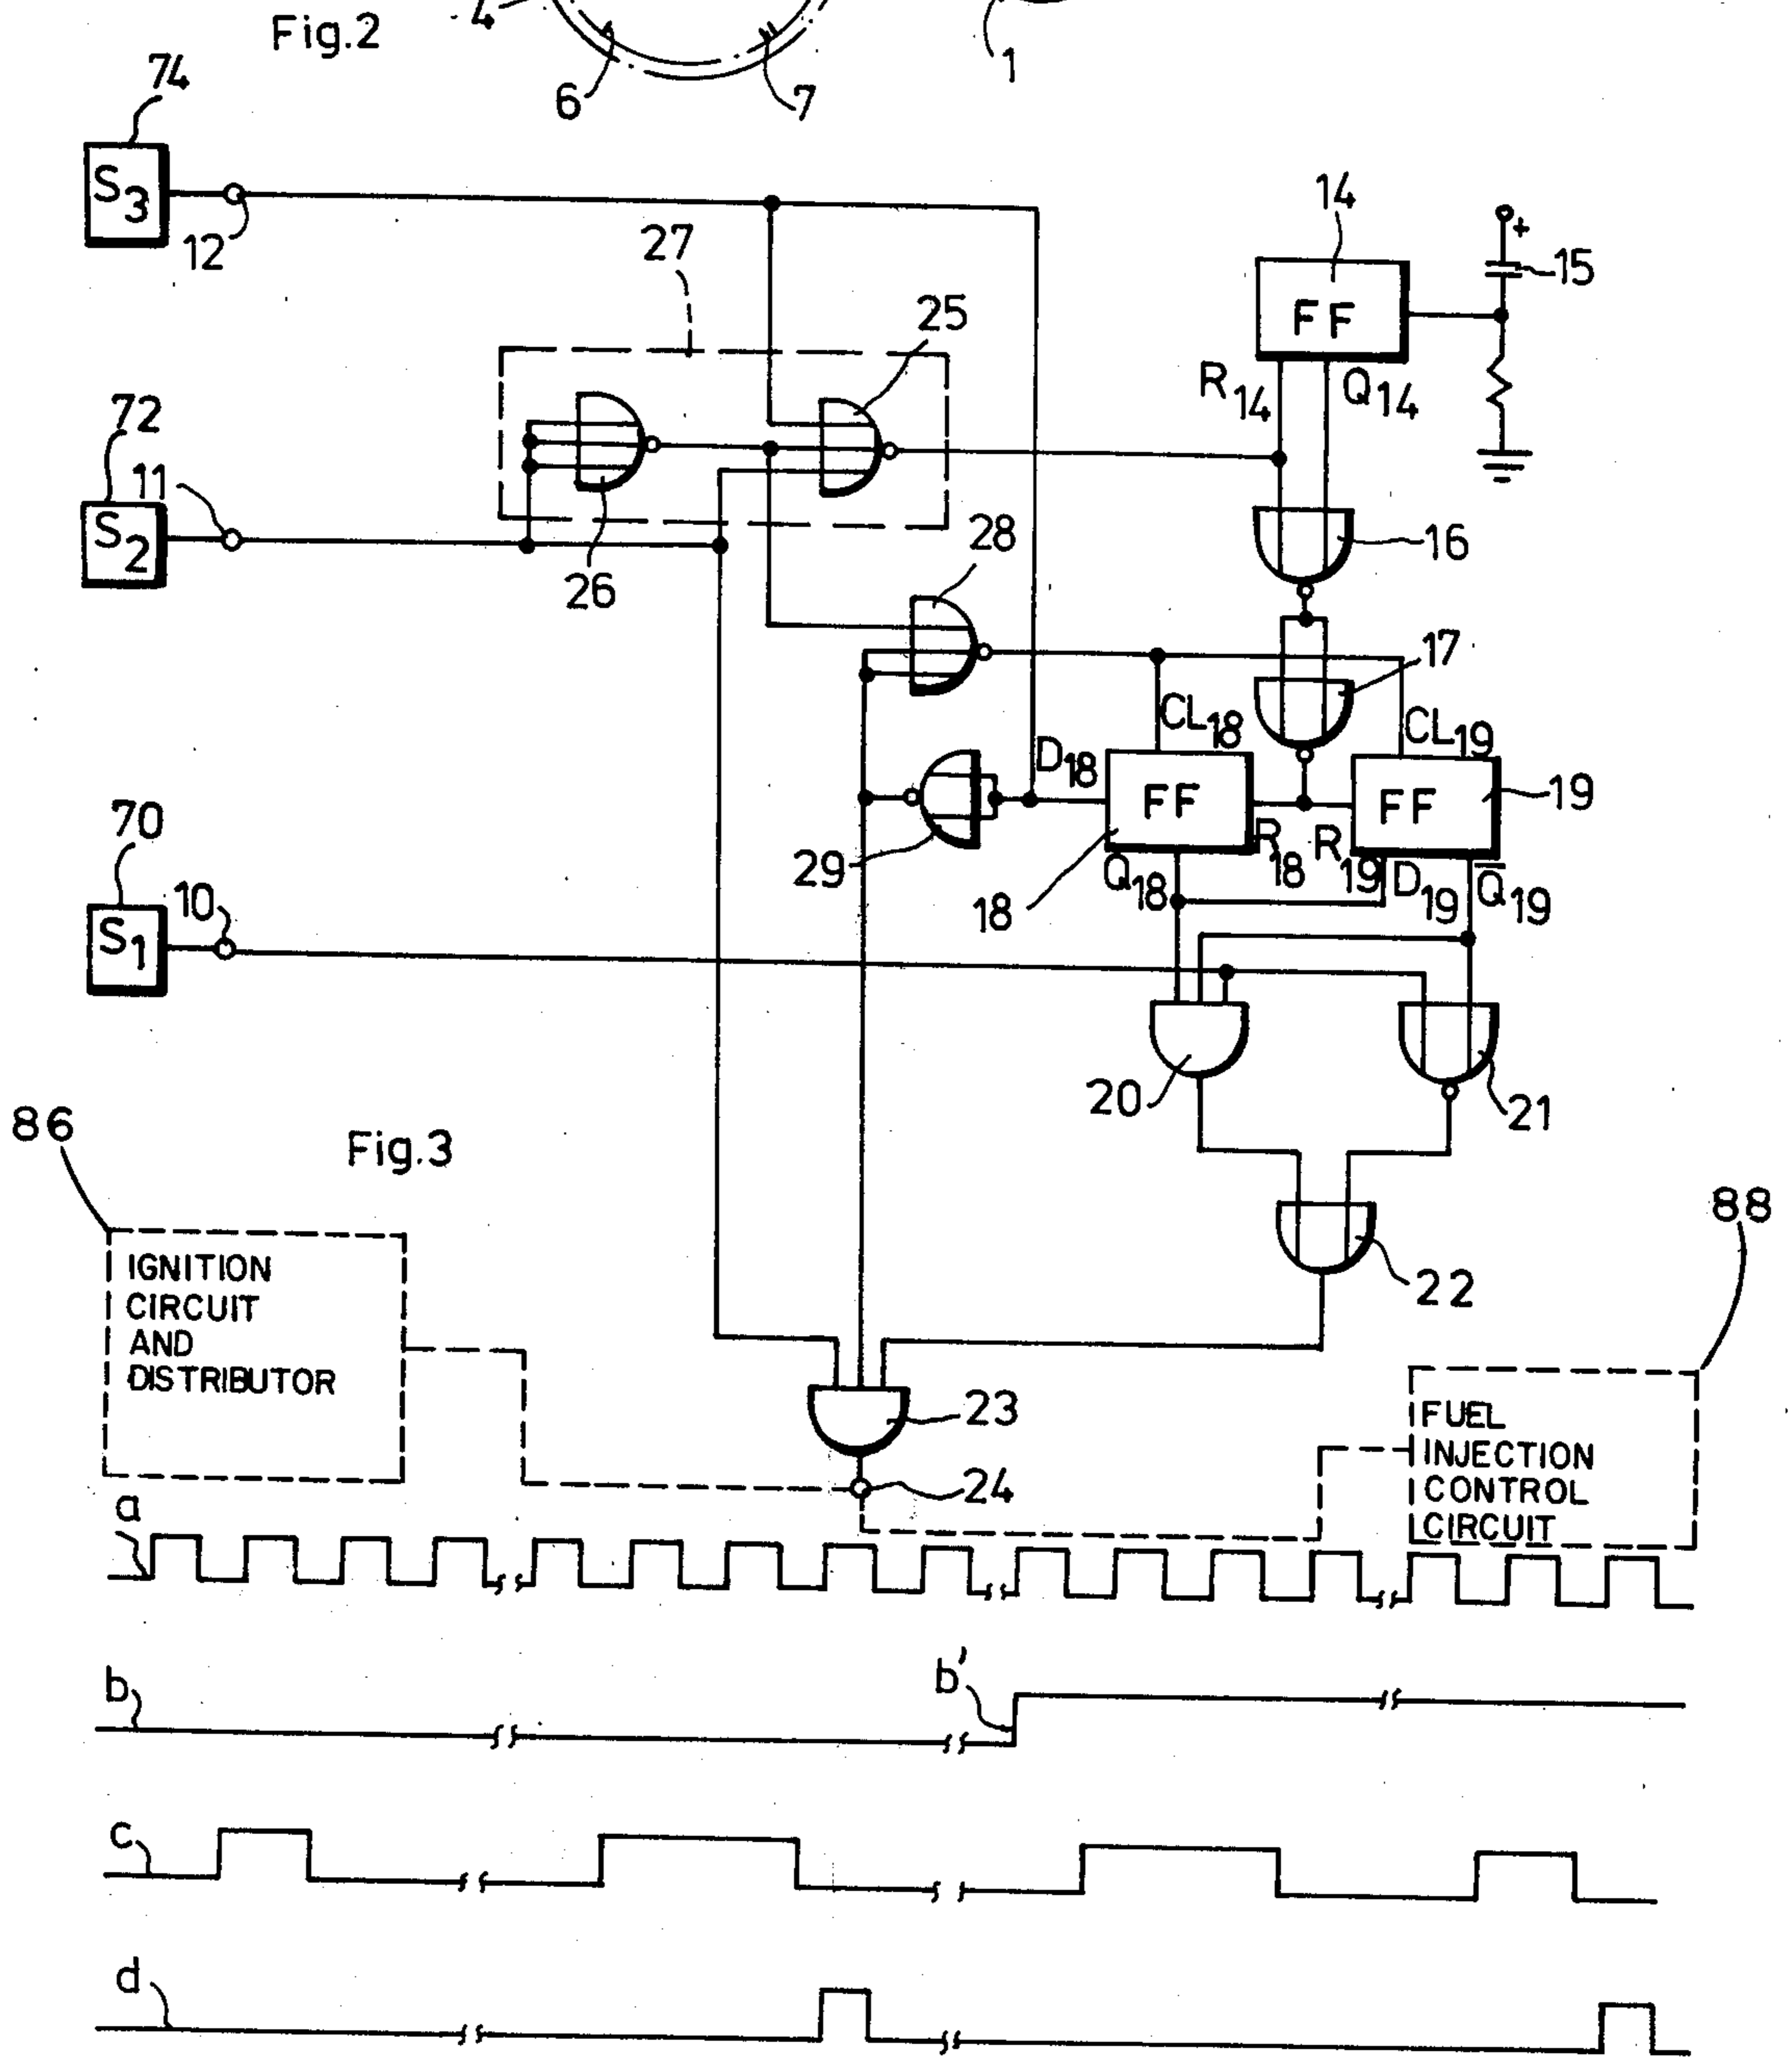 Fig.2
4
6
7
1
74
S3
12
27
25
14
FF
R14
Q14
+
15
72
11
S2
26
28
16
17
CL18
CL19
D18
FF
FF
19
29
Q18
R18
R19
D19
Q̅19
18
70
10
S1
20
21
86
Fig.3
88
22
IGNITION
CIRCUIT
AND
DISTRIBUTOR
23
24
FUEL
INJECTION
CONTROL
CIRCUIT
a
b
b'
c
d